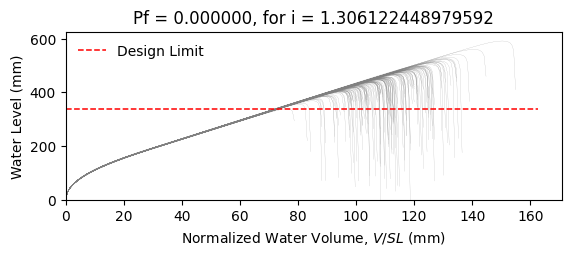 Pf = 0.000000, for i = 1.306122448979592
Design Limit
Water Level (mm)
600
400
200
0
0 20 40 60 80 100 120 140 160
Normalized Water Volume, V/SL (mm)